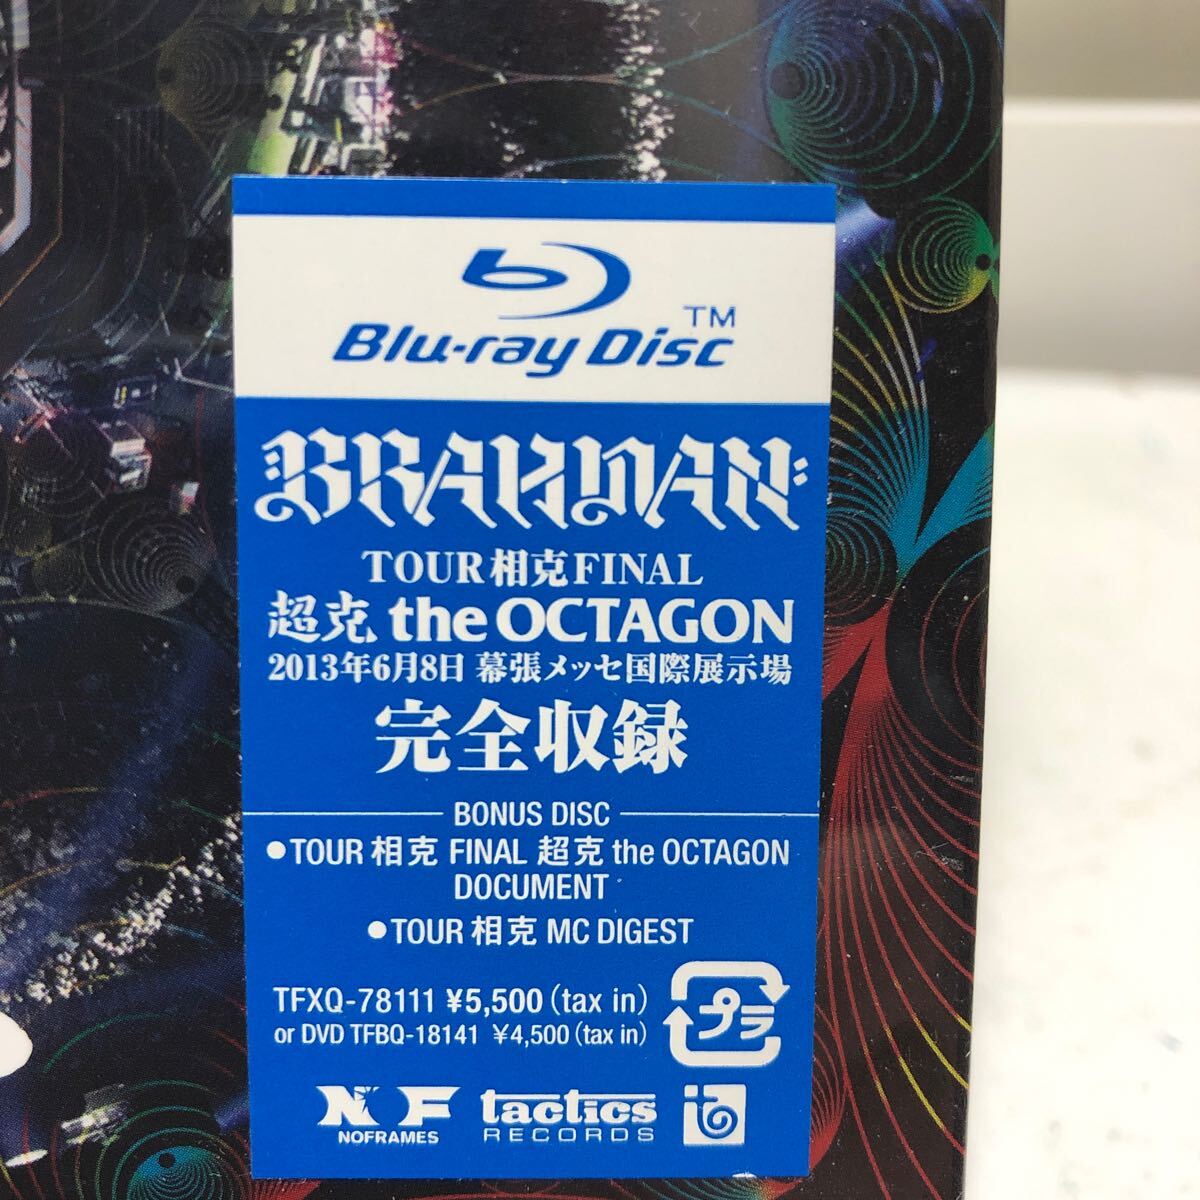 Blu-ray Disc TM
BRAHMAN
TOUR 相克 FINAL
超克 the OCTAGON
2013年6月8日 幕張メッセ国際展示場
完全収録
BONUS DISC
●TOUR 相克 FINAL 超克 the OCTAGON
DOCUMENT
●TOUR 相克 MC DIGEST
TFXQ-78111 ¥5,500 (tax in)
or DVD TFBQ-18141 ¥4,500 (tax in)
プラ
NF
NOFRAMES
tactics
RECORDS